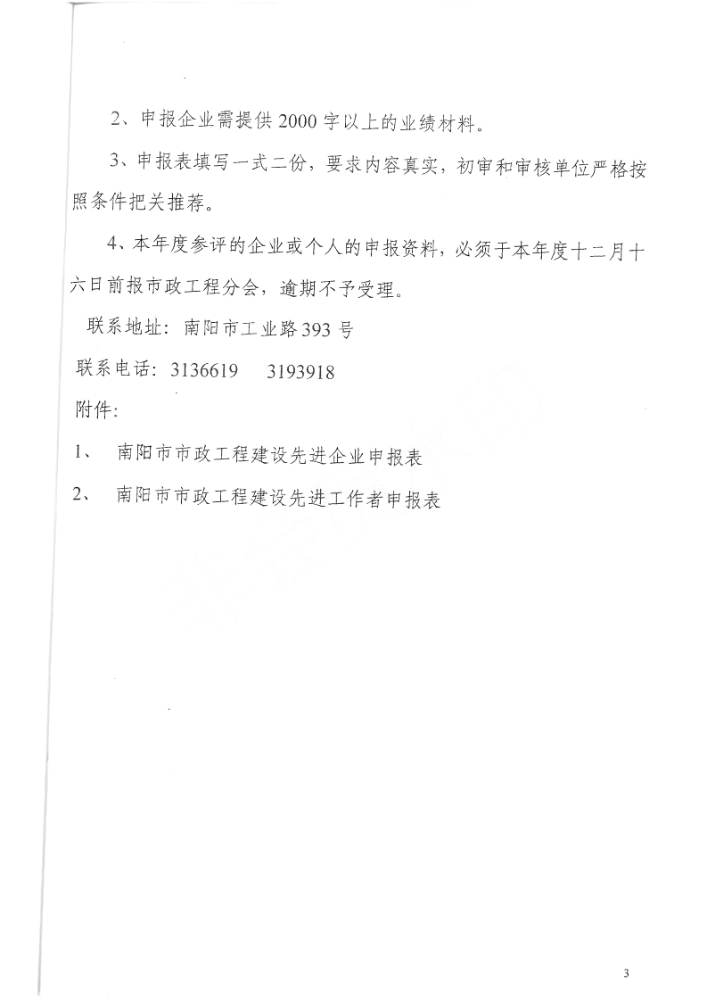 2、申报企业需提供 2000 字以上的业绩材料。
3、申报表填写一式二份，要求内容真实，初审和审核单位严格按
照条件把关推荐。
4、本年度参评的企业或个人的申报资料，必须于本年度十二月十
六日前报市政工程分会，逾期不予受理。
联系地址：南阳市工业路 393 号
联系电话：3136619 3193918
附件：
1、 南阳市市政工程建设先进企业申报表
2、 南阳市市政工程建设先进工作者申报表
3